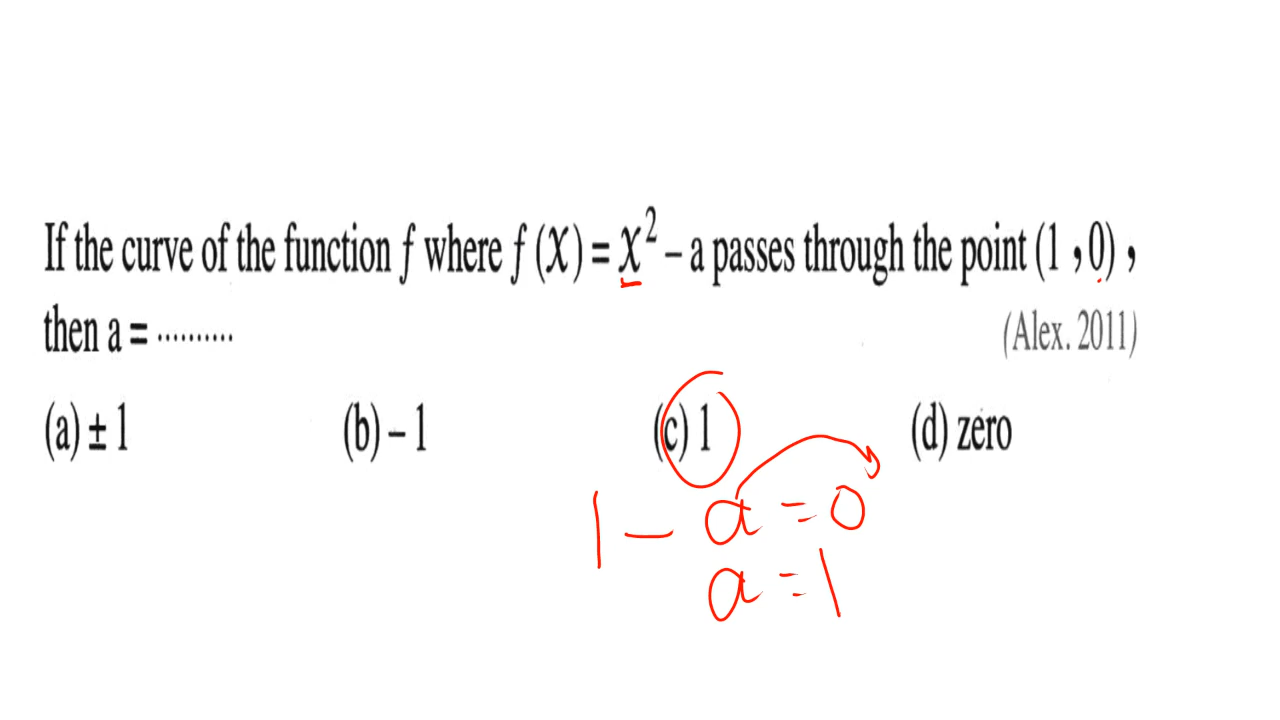 If the curve of the function f where f (X) = X² – a passes through the point (1 , 0) ,
then a = ..........
(Alex. 2011)
(a) ± 1 (b) – 1 (c) 1 (d) zero
1 – a = 0
a = 1